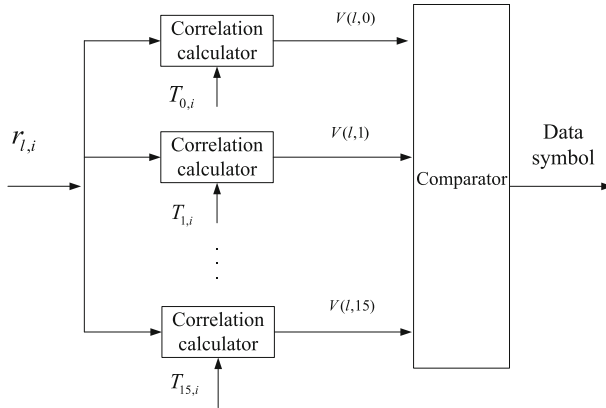 Correlation
calculator
V(l,0)
T_{0,i}
r_{l,i}
Correlation
calculator
V(l,1)
T_{1,i}
Comparator
Data
symbol
. . .
Correlation
calculator
V(l,15)
T_{15,i}